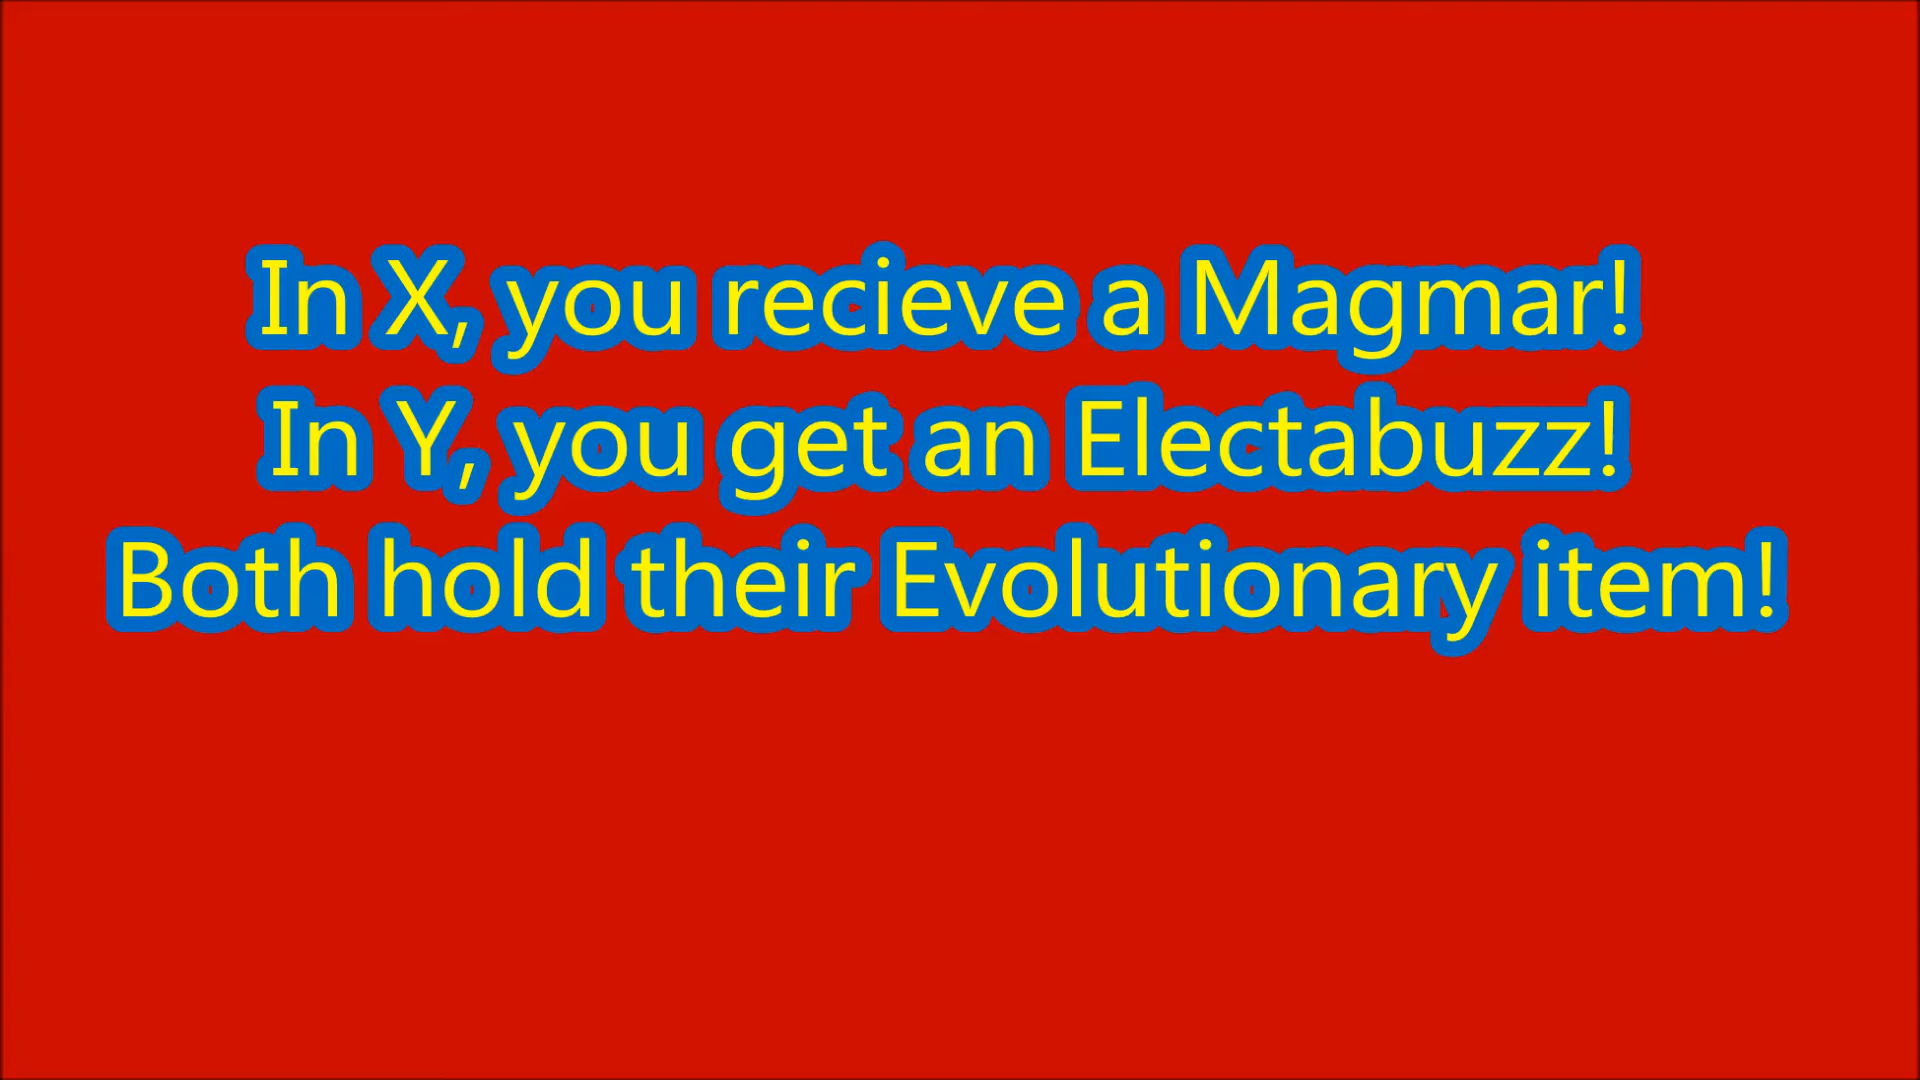 In X, you recieve a Magmar!
In Y, you get an Electabuzz!
Both hold their Evolutionary item!